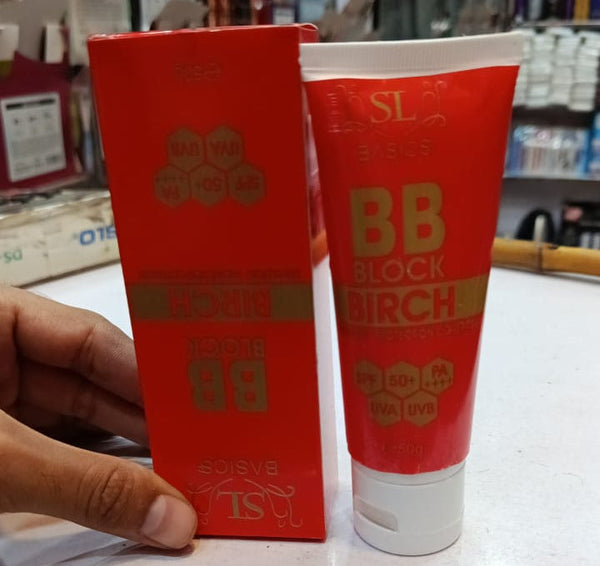 SL
BASICS
BB
BLOCK
BIRCH
SPF 50+ PA
++++
UVA UVB
50g
SL
BASICS
BB
BLOCK
BIRCH
SPF 50+ PA
++++
UVA UVB